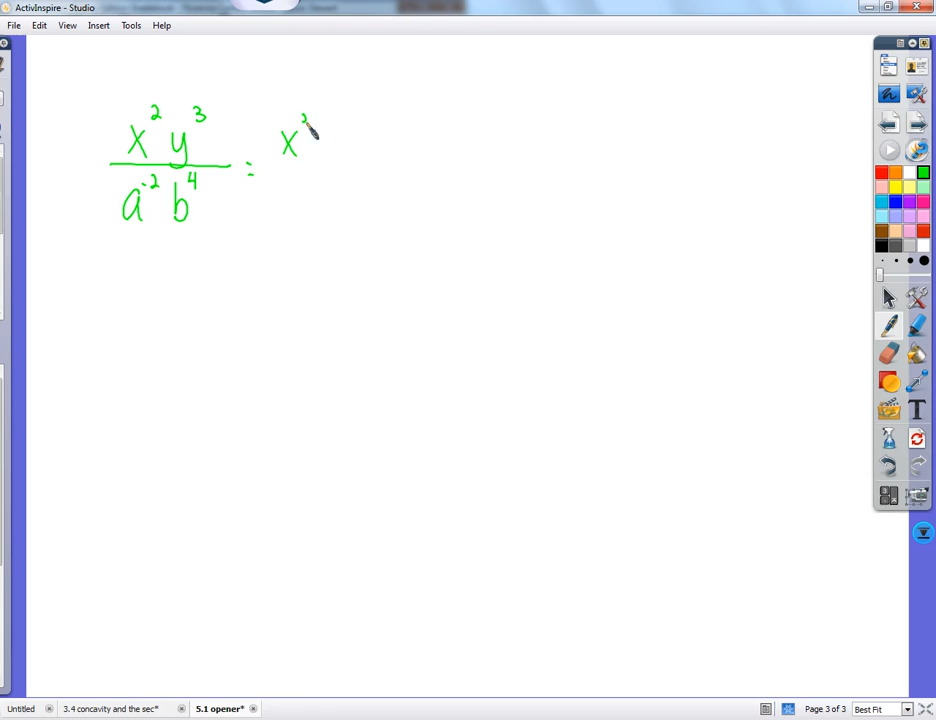 ActivInspire - Studio
File Edit View Insert Tools Help
x² y³
a⁻² b⁴
= x²
Untitled 3.4 concavity and the sec* 5.1 opener* Page 3 of 3 Best Fit